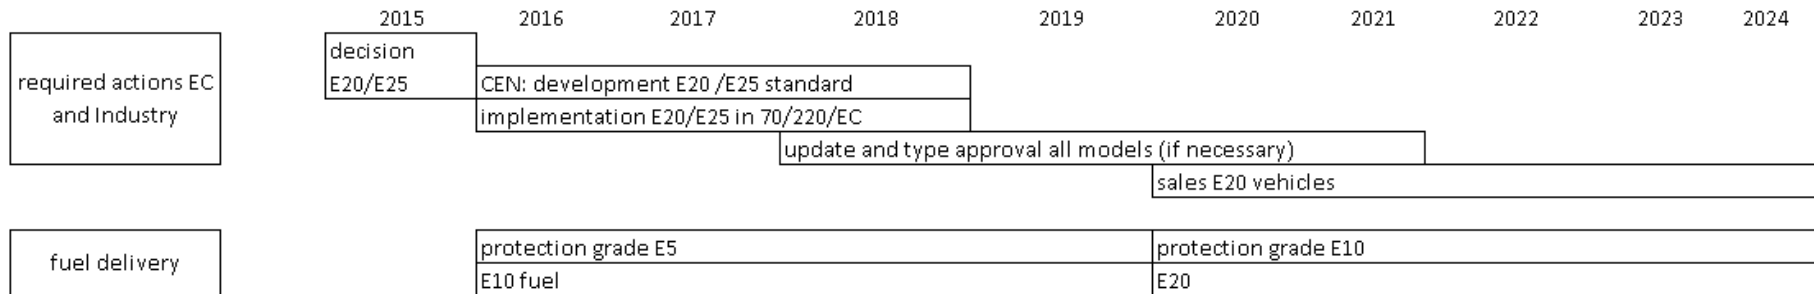 2015 2016 2017 2018 2019 2020 2021 2022 2023 2024
required actions EC
and Industry
decision
E20/E25
CEN: development E20 /E25 standard
implementation E20/E25 in 70/220/EC
update and type approval all models (if necessary)
sales E20 vehicles
fuel delivery
protection grade E5
protection grade E10
E10 fuel
E20